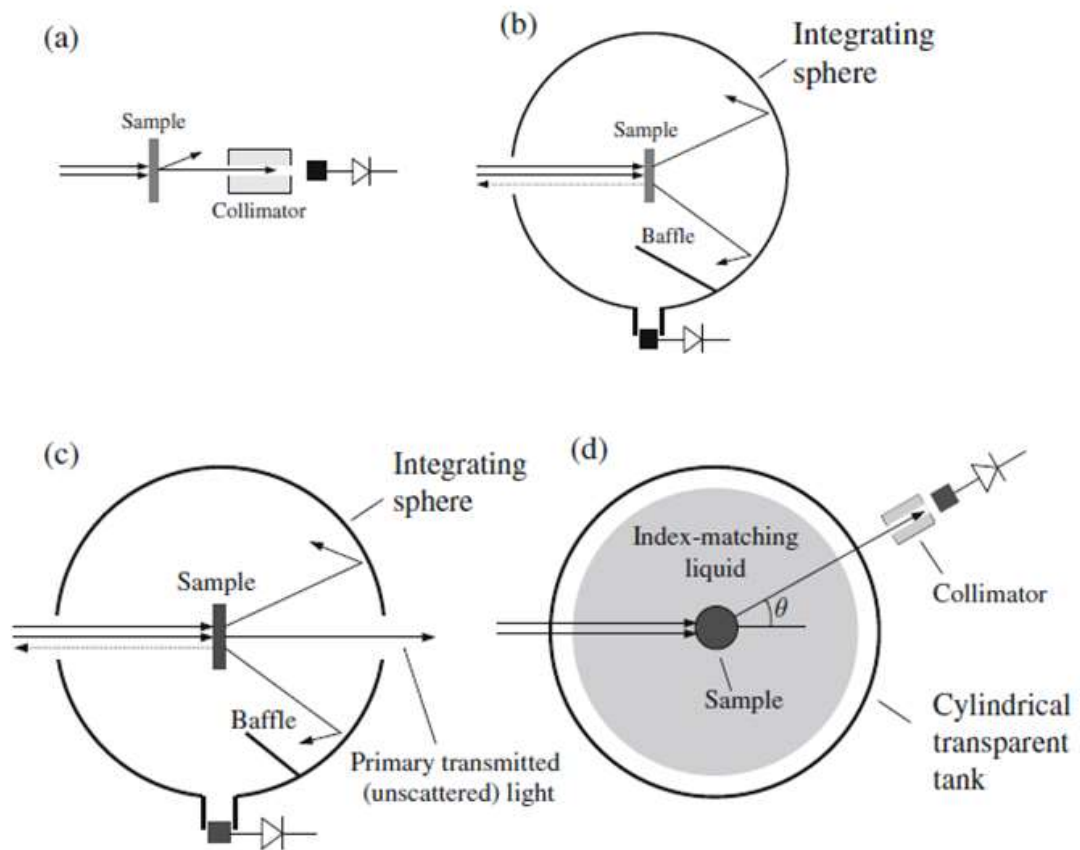 (a)
Sample
Collimator
(b)
Integrating
sphere
Sample
Baffle
(c)
Integrating
sphere
Sample
Baffle
Primary transmitted
(unscattered) light
(d)
Index-matching
liquid
θ
Collimator
Sample
Cylindrical
transparent
tank